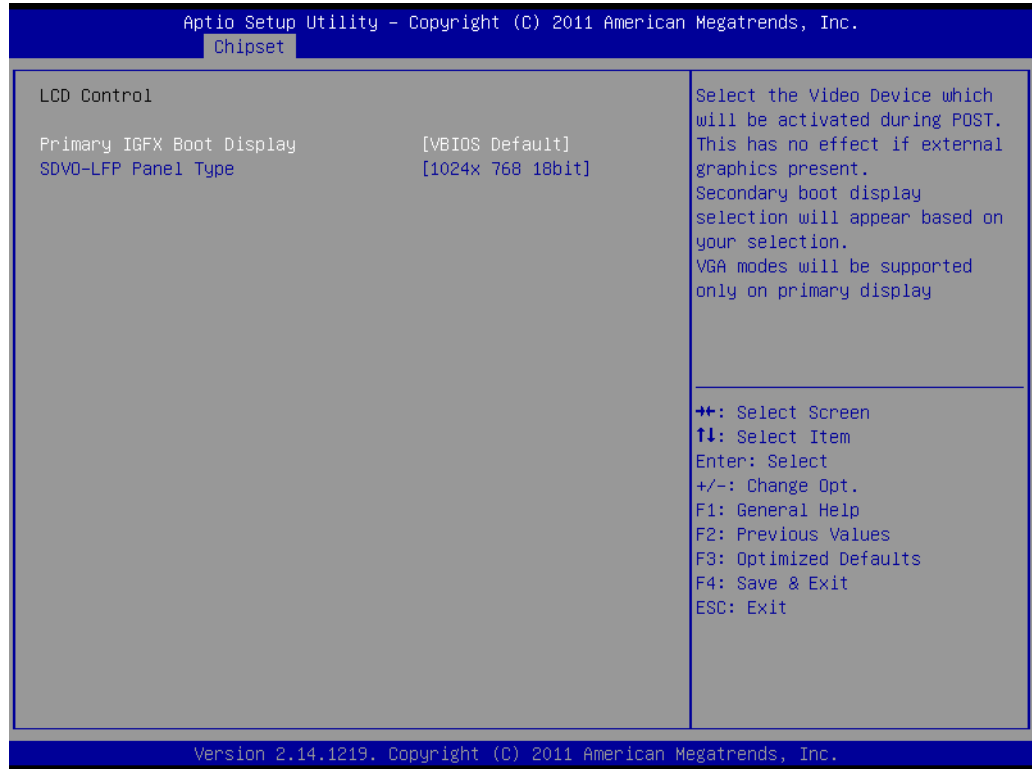 Aptio Setup Utility – Copyright (C) 2011 American Megatrends, Inc.
Chipset
LCD Control
Primary IGFX Boot Display [VBIOS Default]
SDVO-LFP Panel Type [1024x 768 18bit]
Select the Video Device which
will be activated during POST.
This has no effect if external
graphics present.
Secondary boot display
selection will appear based on
your selection.
VGA modes will be supported
only on primary display
→←: Select Screen
↑↓: Select Item
Enter: Select
+/-: Change Opt.
F1: General Help
F2: Previous Values
F3: Optimized Defaults
F4: Save & Exit
ESC: Exit
Version 2.14.1219. Copyright (C) 2011 American Megatrends, Inc.